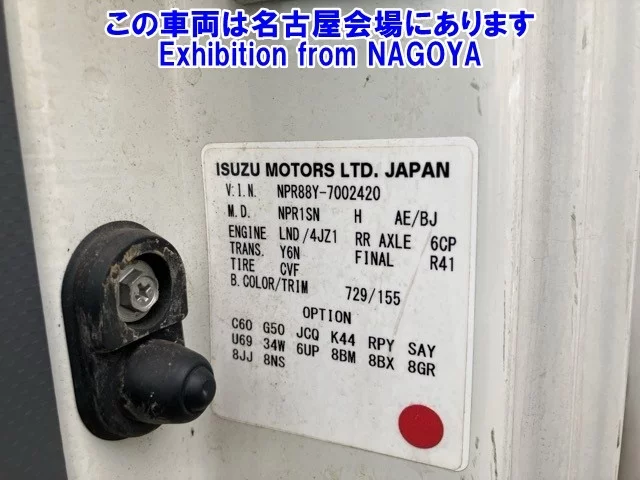 この車両は名古屋会場にあります
Exhibition from NAGOYA
ISUZU MOTORS LTD. JAPAN
V.I.N. NPR88Y-7002420
M.D. NPR1SN H AE/BJ
ENGINE LND/4JZ1 RR AXLE 6CP
TRANS. Y6N FINAL R41
TIRE CVF
B.COLOR/TRIM 729/155
OPTION
C60 G50 JCQ K44 RPY SAY
U69 34W 6UP 8BM 8BX 8GR
8JJ 8NS